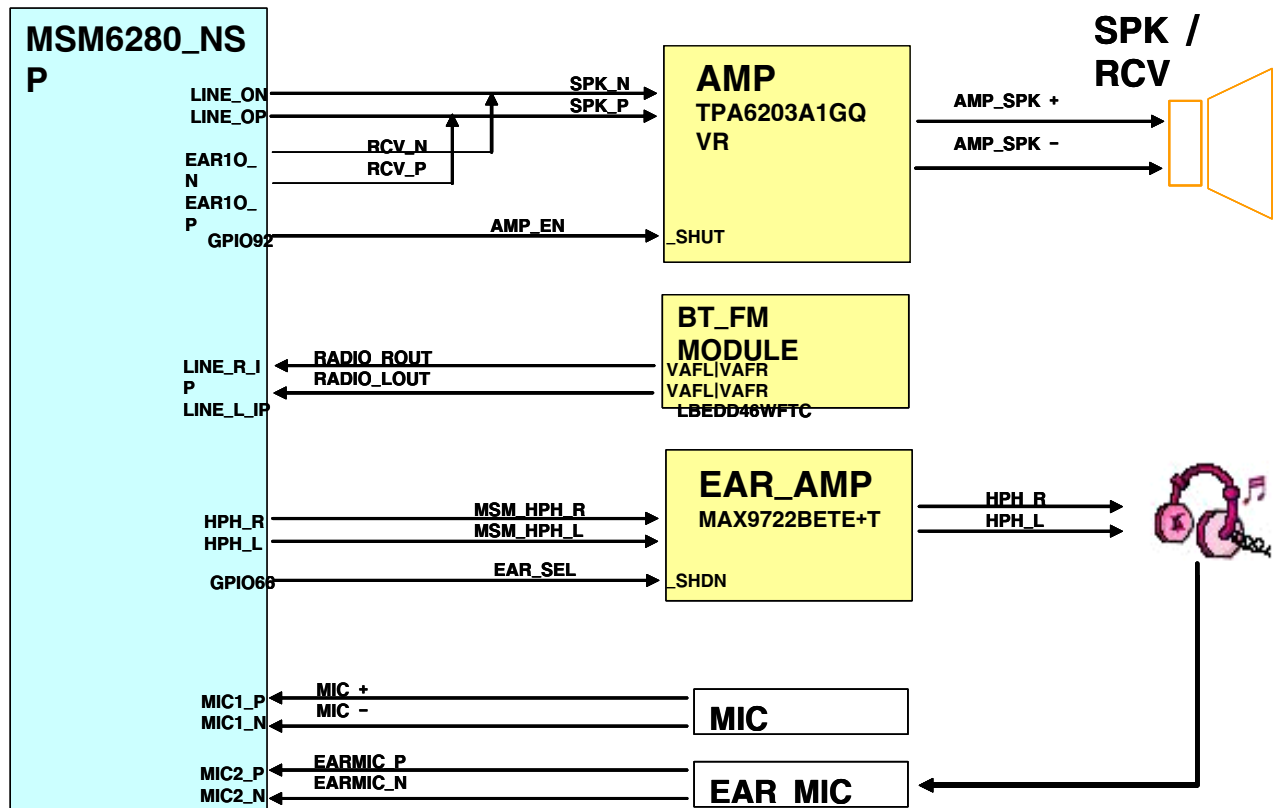 MSM6280_NS
P
LINE_ON
LINE_OP
EAR1O_
N
EAR1O_
P
GPIO92
SPK_N
SPK_P
RCV_N
RCV_P
AMP_EN
AMP
TPA6203A1GQ
VR
_SHUT
AMP_SPK +
AMP_SPK -
SPK /
RCV
LINE_R_I
P
LINE_L_IP
RADIO_ROUT
RADIO_LOUT
BT_FM
MODULE
VAFL|VAFR
VAFL|VAFR
LBEDD46WFTC
HPH_R
HPH_L
GPIO66
MSM_HPH_R
MSM_HPH_L
EAR_SEL
EAR_AMP
MAX9722BETE+T
_SHDN
HPH_R
HPH_L
MIC1_P
MIC1_N
MIC +
MIC -
MIC
MIC2_P
MIC2_N
EARMIC_P
EARMIC_N
EAR MIC